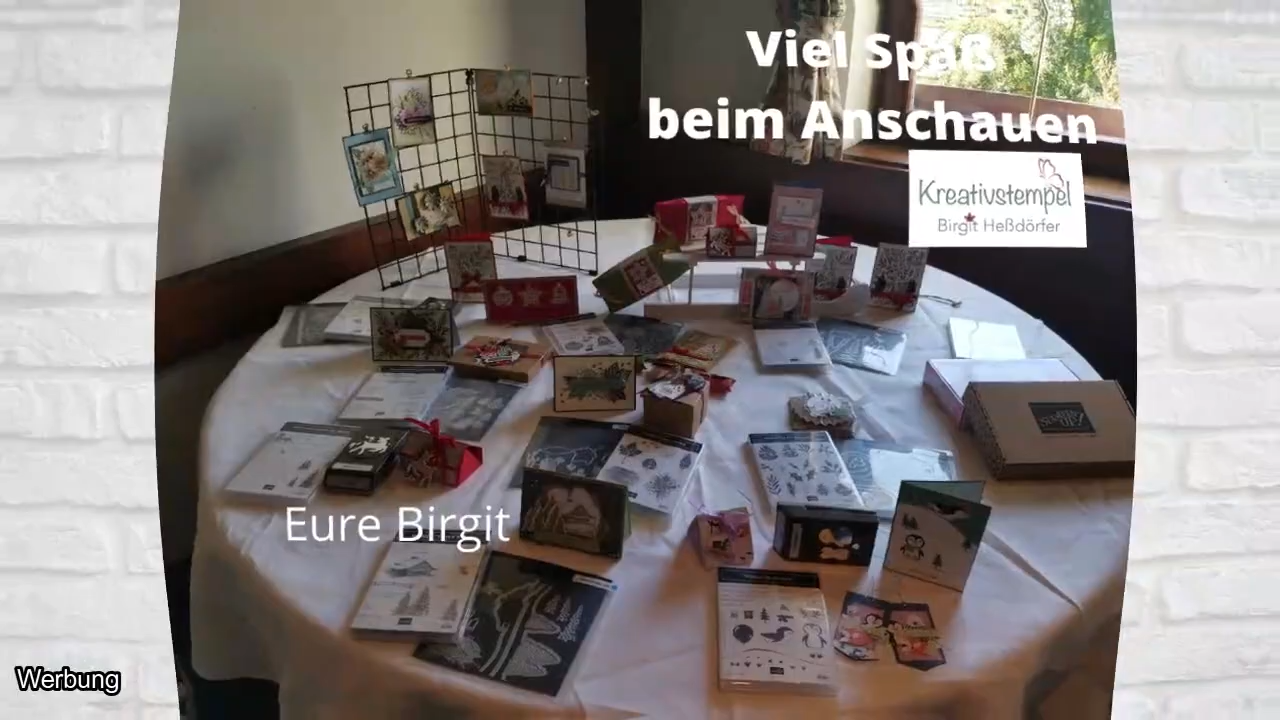 Viel Spaß
beim Anschauen
Kreativstempel
Birgit Heßdörfer
Eure Birgit
Werbung